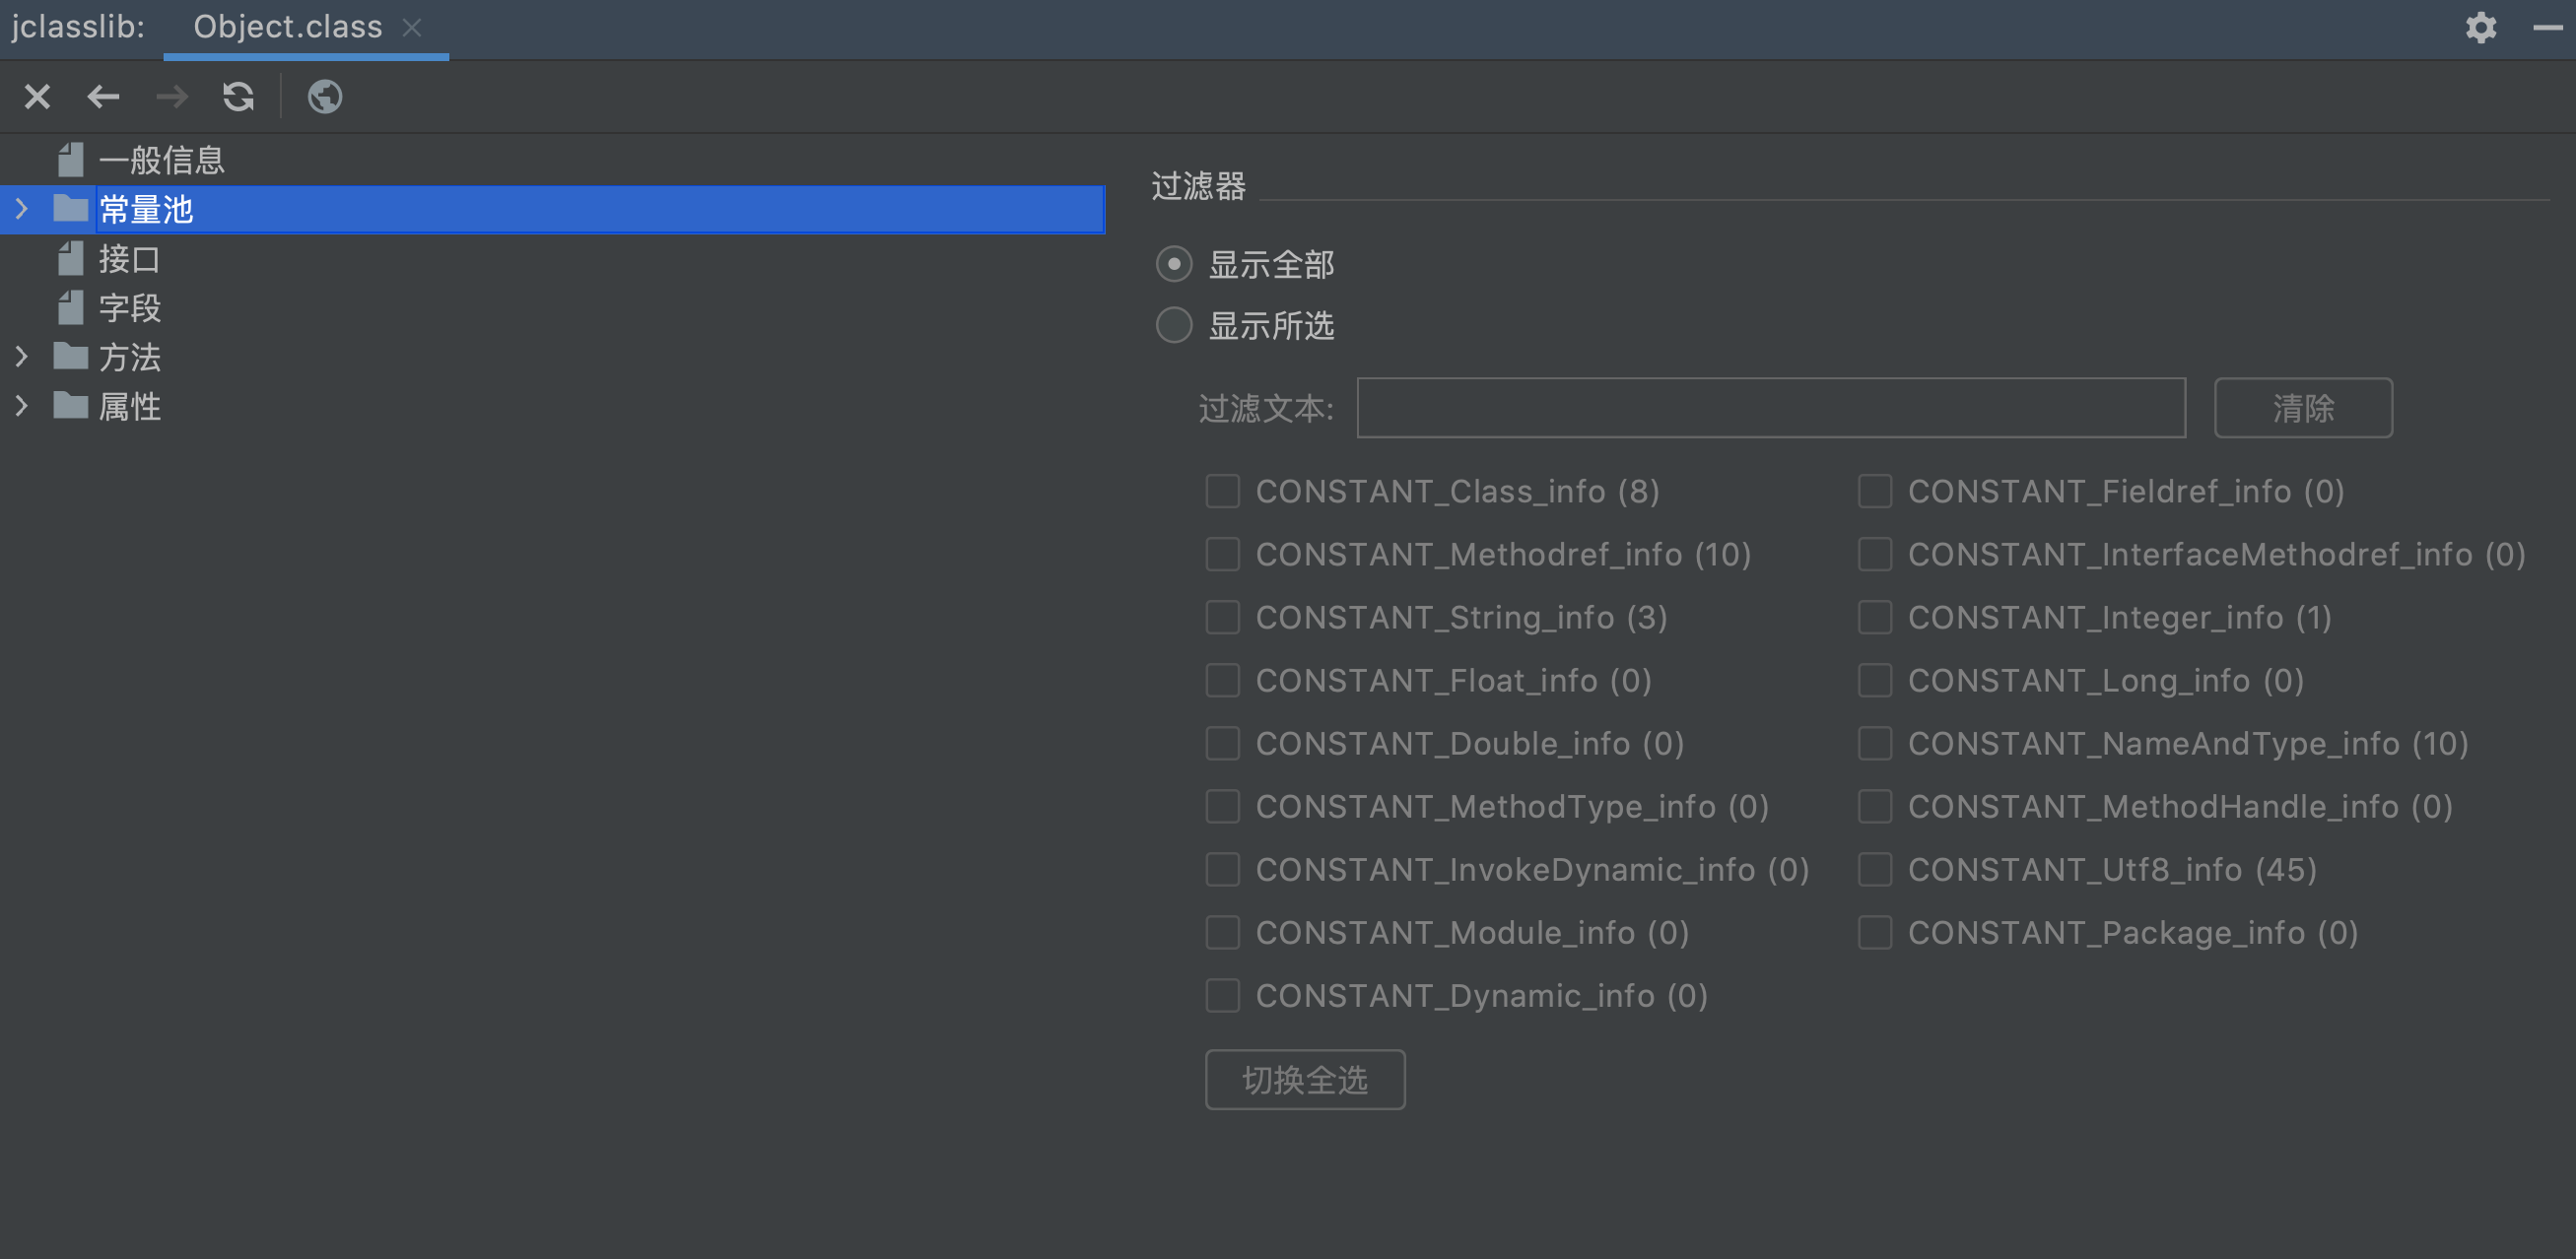 jclasslib: Object.class
一般信息
常量池
接口
字段
方法
属性
过滤器
显示全部
显示所选
过滤文本: 清除
CONSTANT_Class_info (8) CONSTANT_Fieldref_info (0)
CONSTANT_Methodref_info (10) CONSTANT_InterfaceMethodref_info (0)
CONSTANT_String_info (3) CONSTANT_Integer_info (1)
CONSTANT_Float_info (0) CONSTANT_Long_info (0)
CONSTANT_Double_info (0) CONSTANT_NameAndType_info (10)
CONSTANT_MethodType_info (0) CONSTANT_MethodHandle_info (0)
CONSTANT_InvokeDynamic_info (0) CONSTANT_Utf8_info (45)
CONSTANT_Module_info (0) CONSTANT_Package_info (0)
CONSTANT_Dynamic_info (0)
切换全选